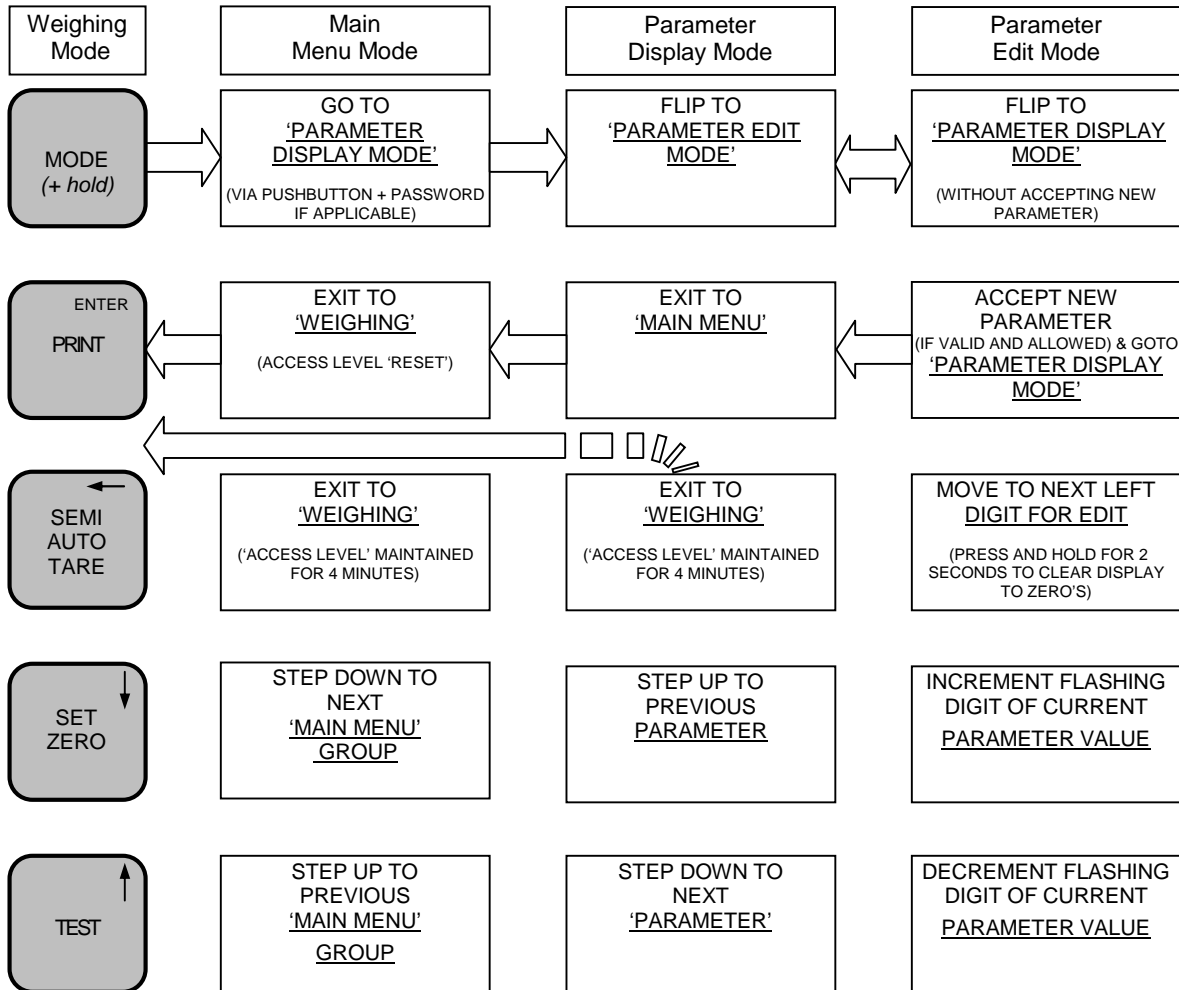 Weighing
Mode
Main
Menu Mode
Parameter
Display Mode
Parameter
Edit Mode
MODE
(+ hold)
GO TO
‘PARAMETER
DISPLAY MODE’
(VIA PUSHBUTTON + PASSWORD
IF APPLICABLE)
FLIP TO
‘PARAMETER EDIT
MODE’
FLIP TO
‘PARAMETER DISPLAY
MODE’
(WITHOUT ACCEPTING NEW
PARAMETER)
ENTER
PRINT
EXIT TO
‘WEIGHING’
(ACCESS LEVEL ‘RESET’)
EXIT TO
‘MAIN MENU’
ACCEPT NEW
PARAMETER
(IF VALID AND ALLOWED) & GOTO
‘PARAMETER DISPLAY
MODE’
SEMI
AUTO
TARE
EXIT TO
‘WEIGHING’
(‘ACCESS LEVEL’ MAINTAINED
FOR 4 MINUTES)
EXIT TO
‘WEIGHING’
(‘ACCESS LEVEL’ MAINTAINED
FOR 4 MINUTES)
MOVE TO NEXT LEFT
DIGIT FOR EDIT
(PRESS AND HOLD FOR 2
SECONDS TO CLEAR DISPLAY
TO ZERO’S)
SET
ZERO
STEP DOWN TO
NEXT
‘MAIN MENU’
GROUP
STEP UP TO
PREVIOUS
PARAMETER
INCREMENT FLASHING
DIGIT OF CURRENT
PARAMETER VALUE
TEST
STEP UP TO
PREVIOUS
‘MAIN MENU’
GROUP
STEP DOWN TO
NEXT
‘PARAMETER’
DECREMENT FLASHING
DIGIT OF CURRENT
PARAMETER VALUE